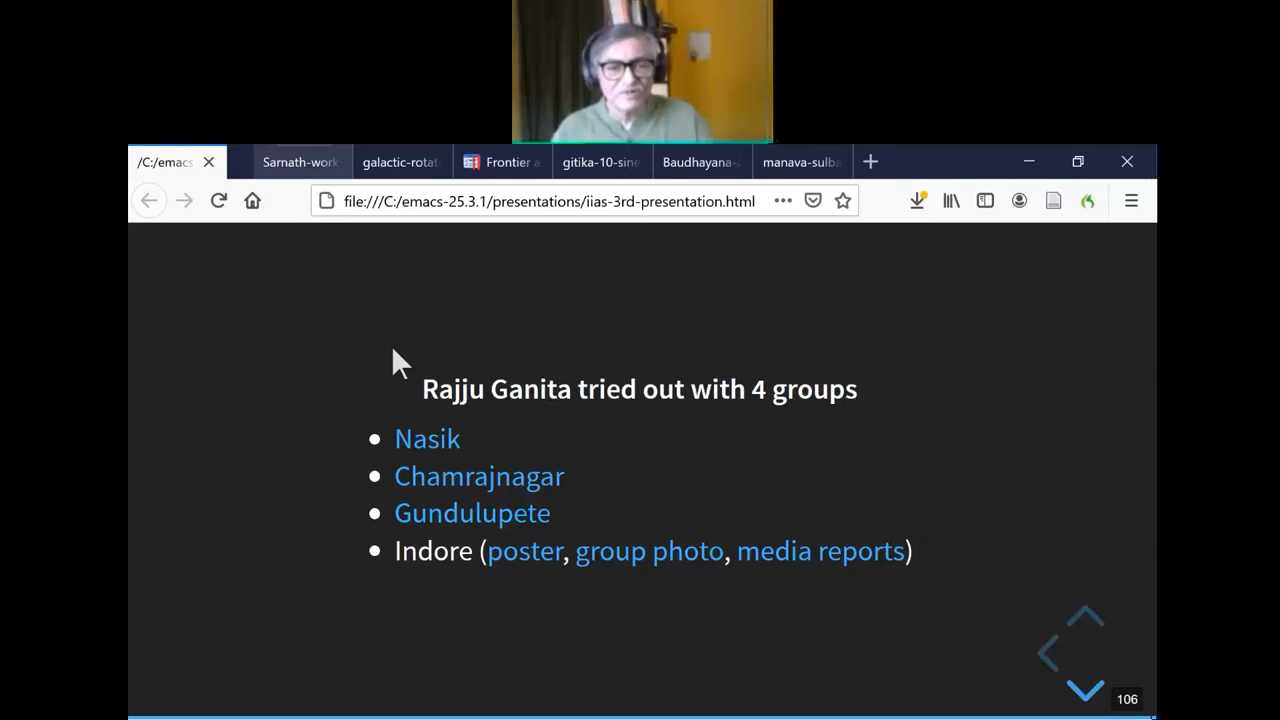 /C:/emacs
Sarnath-work
galactic-rotat
Frontier a
gitika-10-sine
Baudhayana-
manava-sulba
file:///C:/emacs-25.3.1/presentations/iias-3rd-presentation.html
Rajju Ganita tried out with 4 groups
Nasik
Chamrajnagar
Gundulupete
Indore (poster, group photo, media reports)
106